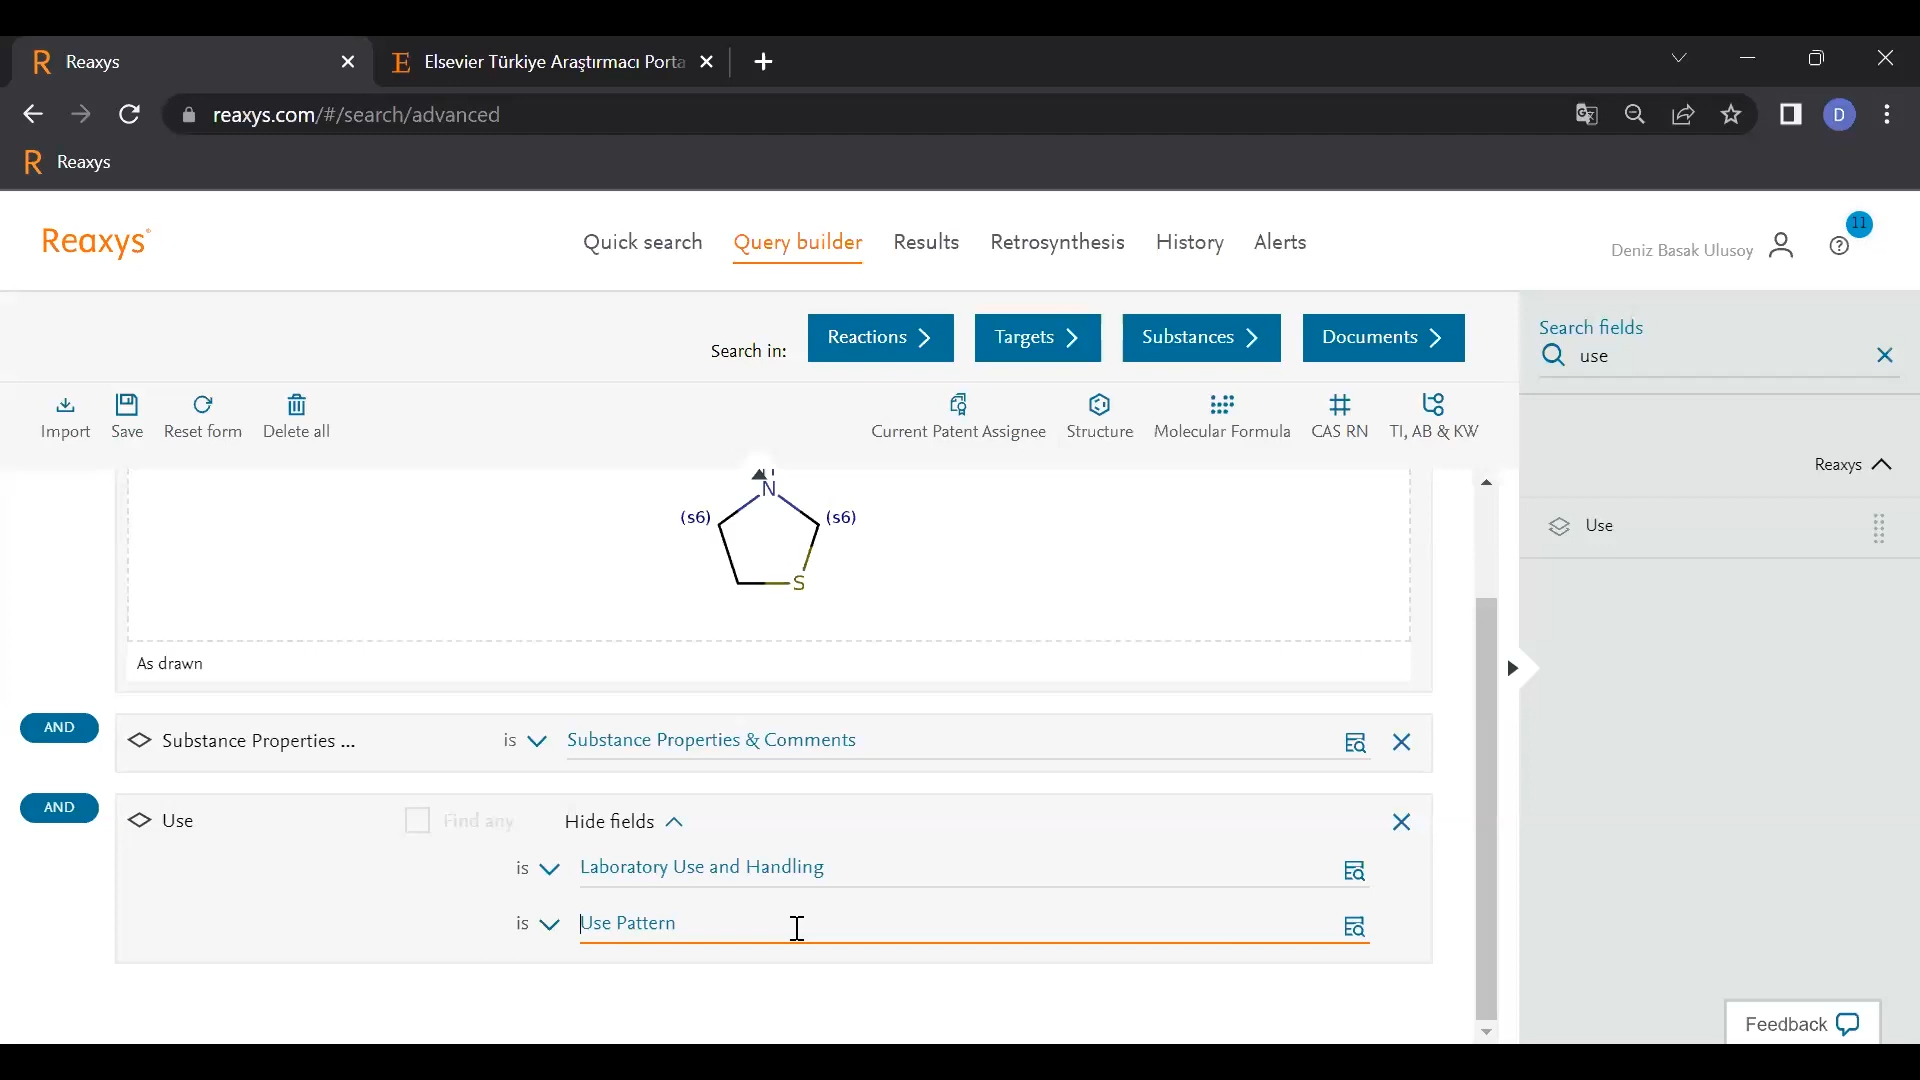 Reaxys
Elsevier Türkiye Araştırmacı Porta
reaxys.com/#/search/advanced
D
Reaxys
Reaxys
Quick search
Query builder
Results
Retrosynthesis
History
Alerts
Deniz Basak Ulusoy
11
Search in:
Reactions
Targets
Substances
Documents
Search fields
use
Import
Save
Reset form
Delete all
Current Patent Assignee
Structure
Molecular Formula
CAS RN
TI, AB & KW
Reaxys
Use
N
(s6)
(s6)
S
As drawn
AND
Substance Properties ...
is
Substance Properties & Comments
AND
Use
Find any
Hide fields
is
Laboratory Use and Handling
is
Use Pattern
Feedback